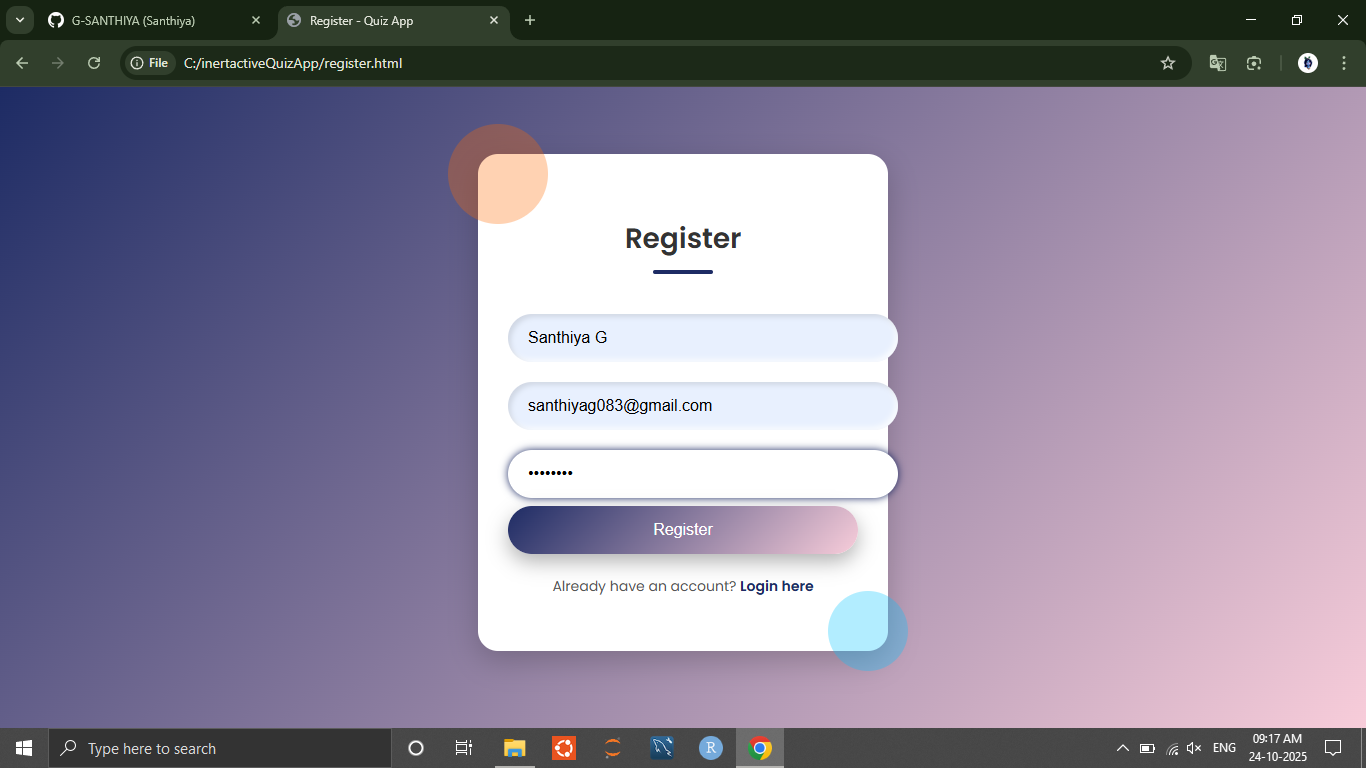 G-SANTHIYA (Santhiya)
Register - Quiz App
File
C:/inertactiveQuizApp/register.html
Register
Santhiya G
santhiyag083@gmail.com
••••••••
Register
Already have an account? Login here
Type here to search
R
ENG
09:17 AM
24-10-2025